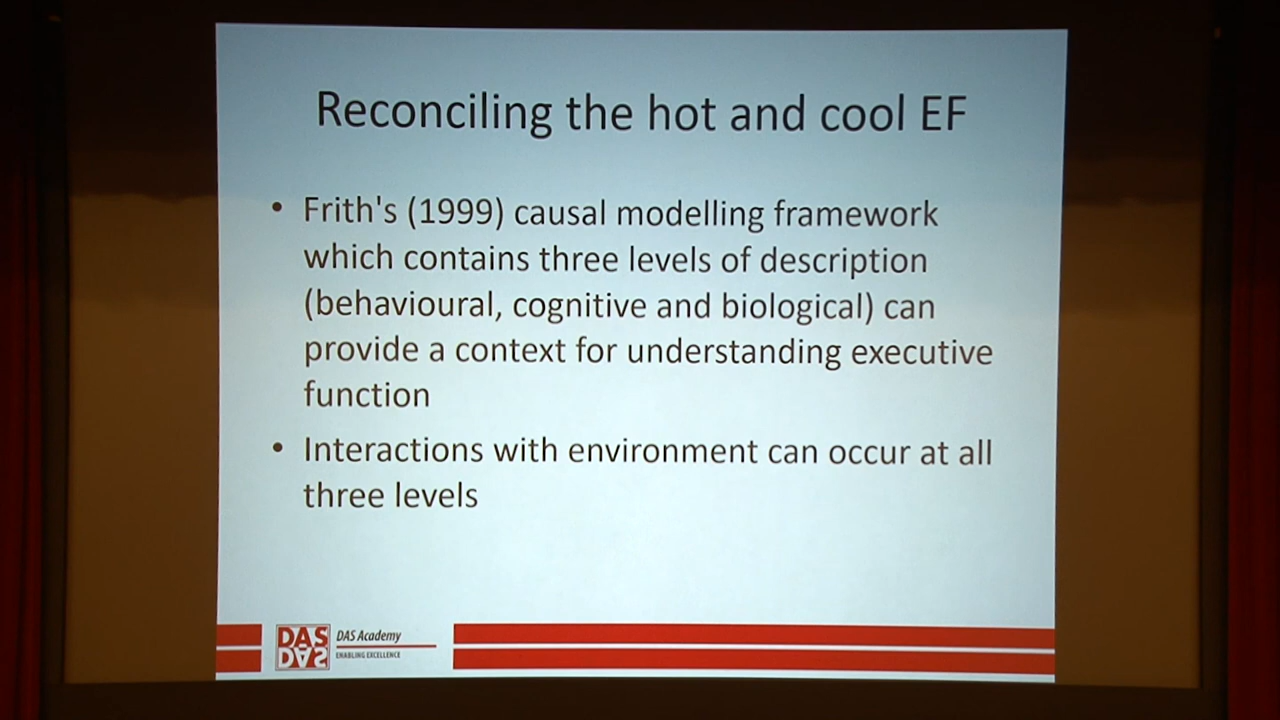 Reconciling the hot and cool EF
• Frith's (1999) causal modelling framework
which contains three levels of description
(behavioural, cognitive and biological) can
provide a context for understanding executive
function
• Interactions with environment can occur at all
three levels
DAS
DAS
DAS Academy
ENABLING EXCELLENCE